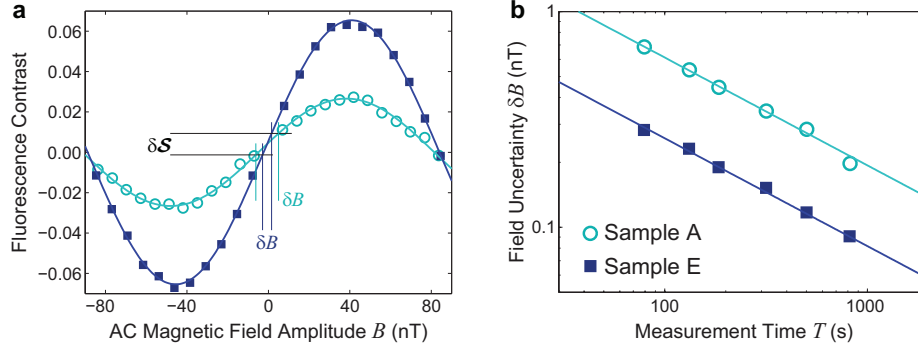 a
Fluorescence Contrast
0.06
0.04
0.02
0.00
−0.02
−0.04
−0.06
δS
δB
δB
−80
−40
0
40
80
AC Magnetic Field Amplitude B (nT)
b
Field Uncertainty δB (nT)
1
0.1
Sample A
Sample E
100
1000
Measurement Time T (s)